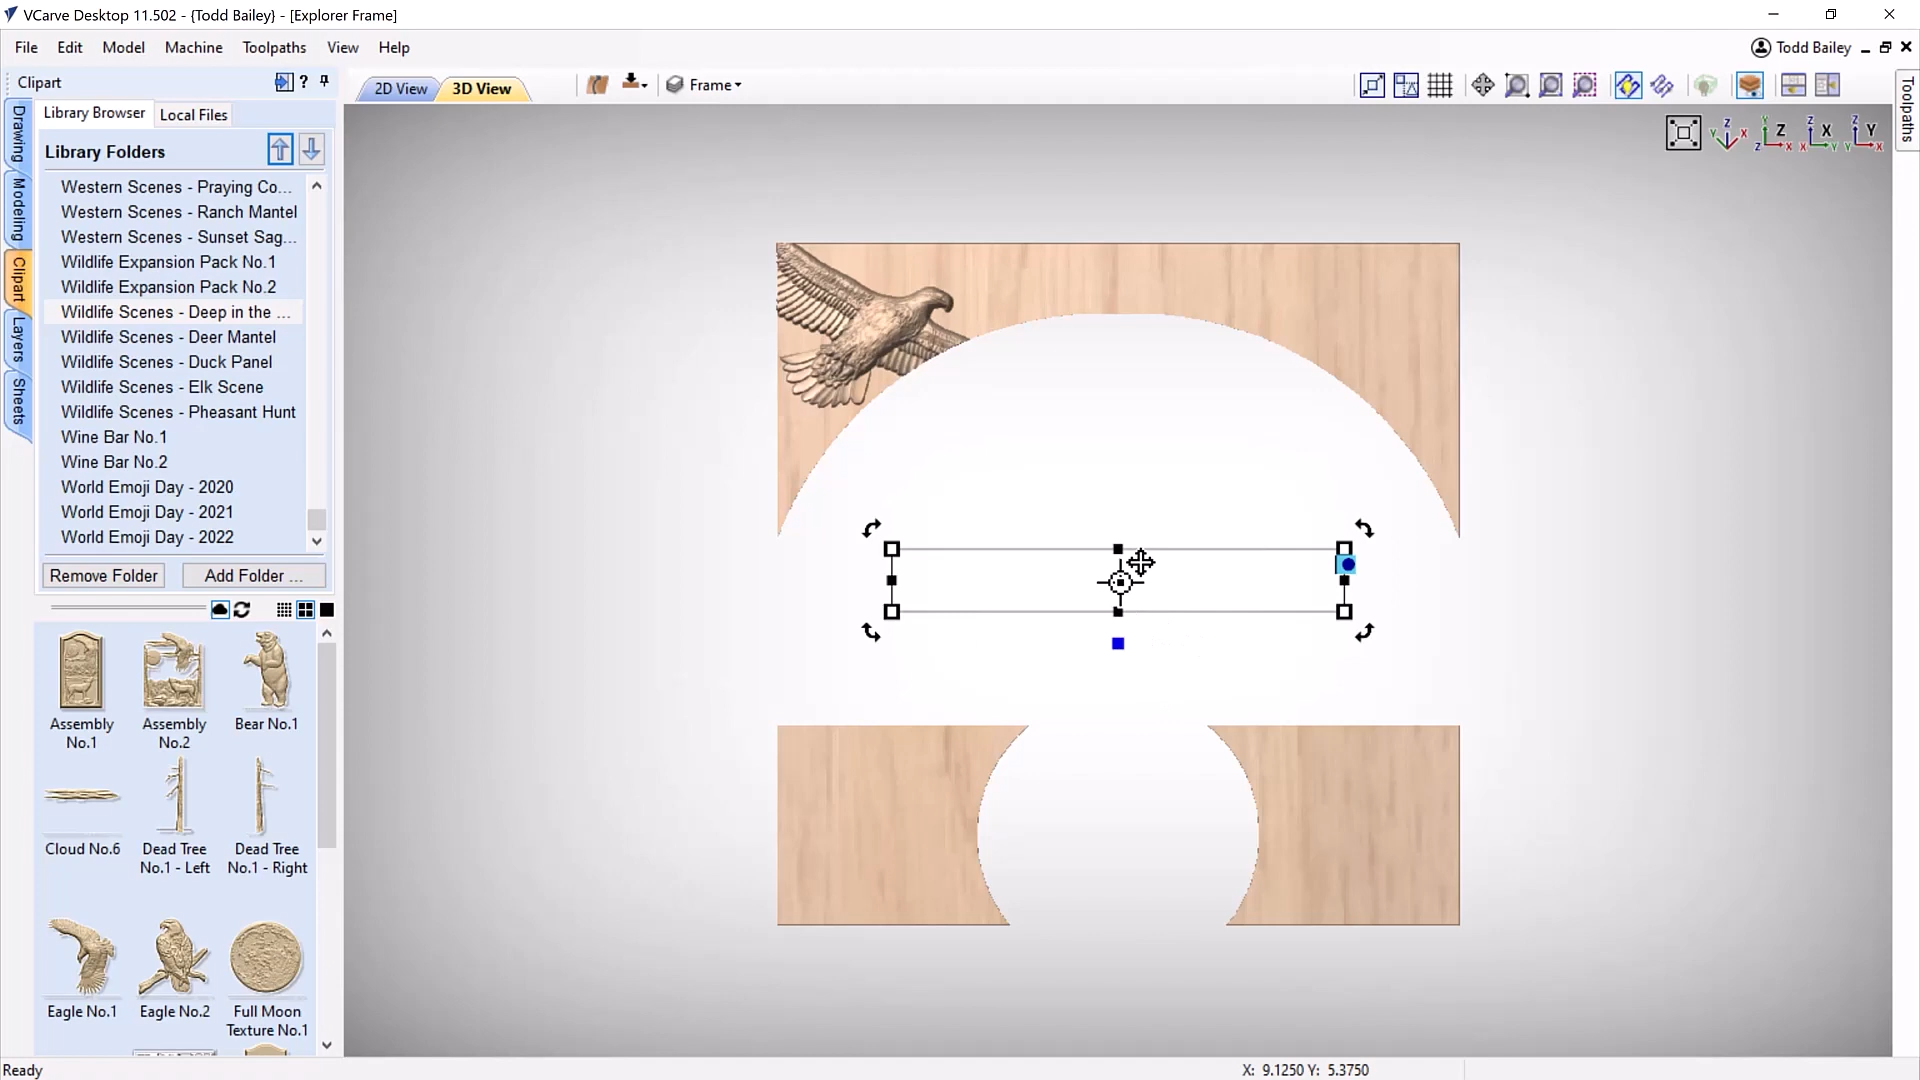 VCarve Desktop 11.502 - {Todd Bailey} - [Explorer Frame]
File Edit Model Machine Toolpaths View Help
Todd Bailey
Clipart
?
2D View
3D View
Frame
Toolpaths
Drawing
Modeling
Clipart
Layers
Sheets
Library Browser
Local Files
Library Folders
Western Scenes - Praying Co...
Western Scenes - Ranch Mantel
Western Scenes - Sunset Sag...
Wildlife Expansion Pack No.1
Wildlife Expansion Pack No.2
Wildlife Scenes - Deep in the ...
Wildlife Scenes - Deer Mantel
Wildlife Scenes - Duck Panel
Wildlife Scenes - Elk Scene
Wildlife Scenes - Pheasant Hunt
Wine Bar No.1
Wine Bar No.2
World Emoji Day - 2020
World Emoji Day - 2021
World Emoji Day - 2022
Remove Folder
Add Folder ...
Assembly No.1
Assembly No.2
Bear No.1
Cloud No.6
Dead Tree No.1 - Left
Dead Tree No.1 - Right
Eagle No.1
Eagle No.2
Full Moon Texture No.1
Z Y X
Y Z Z X
Z X X Y
Z Y Y X
Ready
X: 9.1250 Y: 5.3750